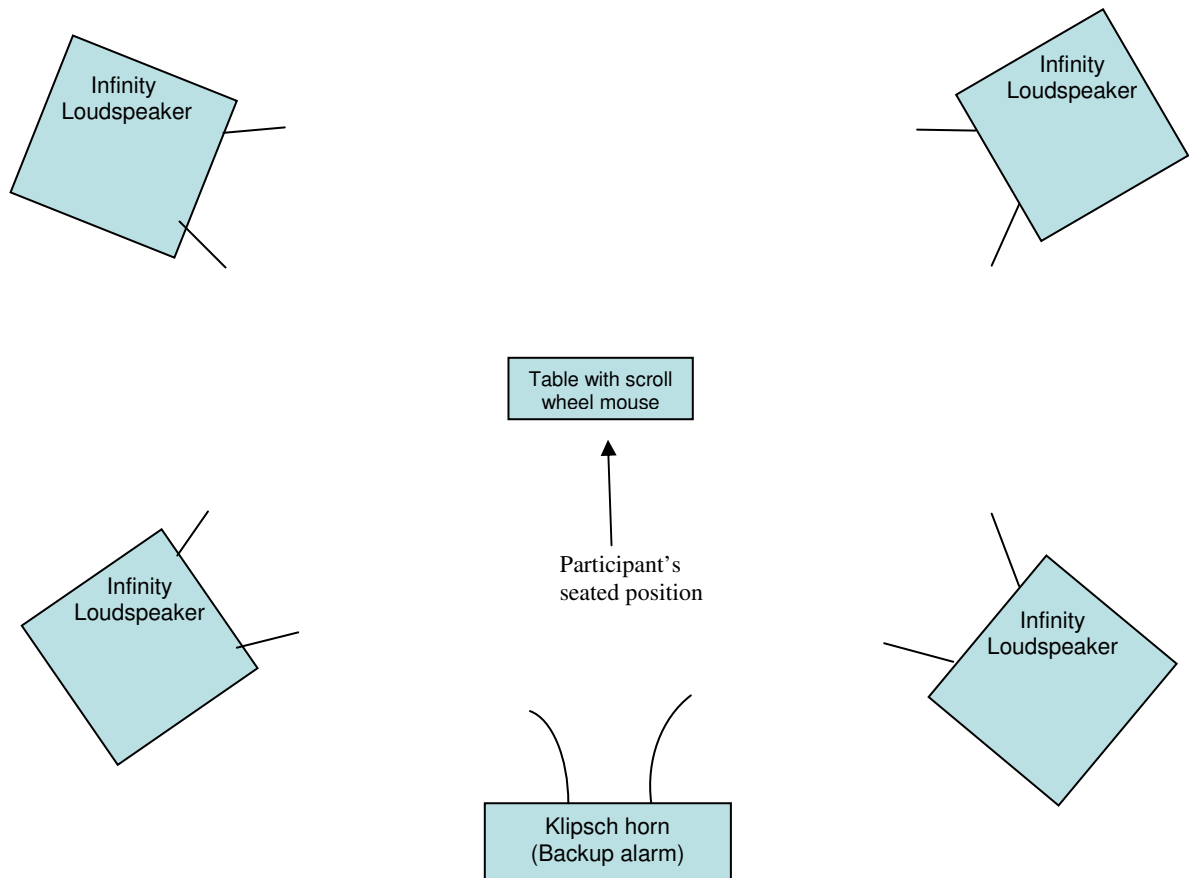 Infinity
Loudspeaker
Infinity
Loudspeaker
Table with scroll
wheel mouse
Participant's
seated position
Infinity
Loudspeaker
Infinity
Loudspeaker
Klipsch horn
(Backup alarm)